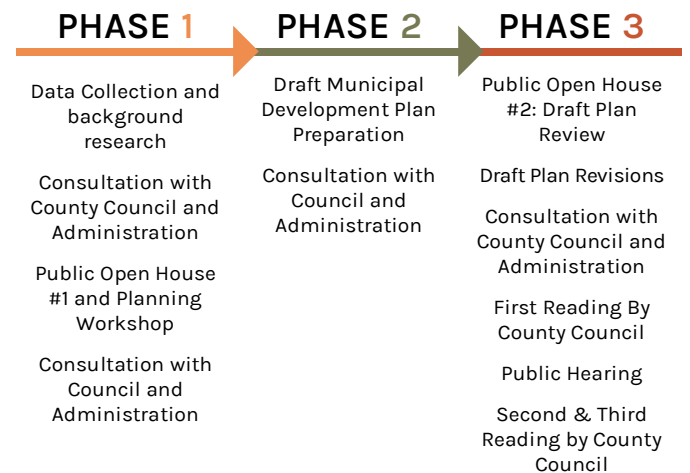 PHASE 1
Data Collection and
background
research
Consultation with
County Council and
Administration
Public Open House
#1 and Planning
Workshop
Consultation with
Council and
Administration
PHASE 2
Draft Municipal
Development Plan
Preparation
Consultation with
Council and
Administration
PHASE 3
Public Open House
#2: Draft Plan
Review
Draft Plan Revisions
Consultation with
County Council and
Administration
First Reading By
County Council
Public Hearing
Second & Third
Reading by County
Council